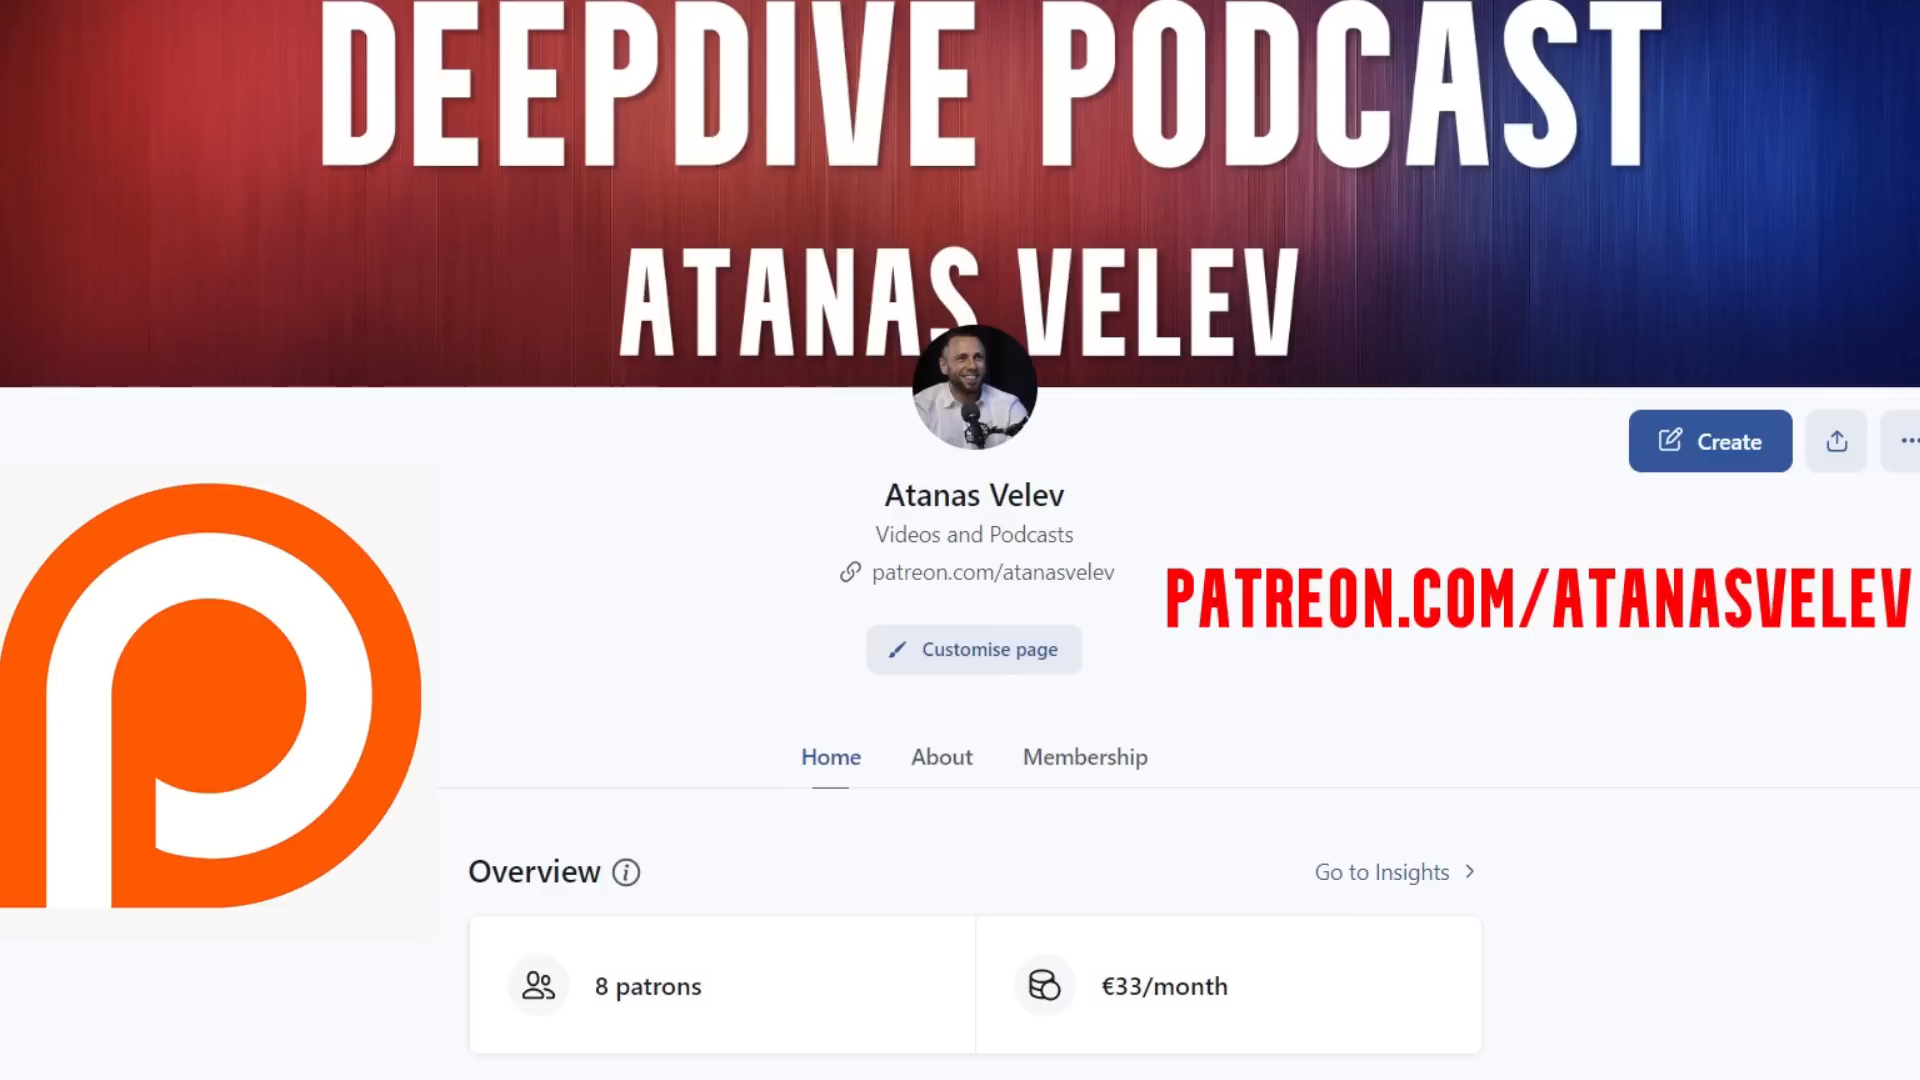 DEEPDIVE PODCAST
ATANAS VELEV
Create
Atanas Velev
Videos and Podcasts
patreon.com/atanasvelev
PATREON.COM/ATANASVELEV
Customise page
Home About Membership
Overview
Go to Insights
8 patrons
€33/month